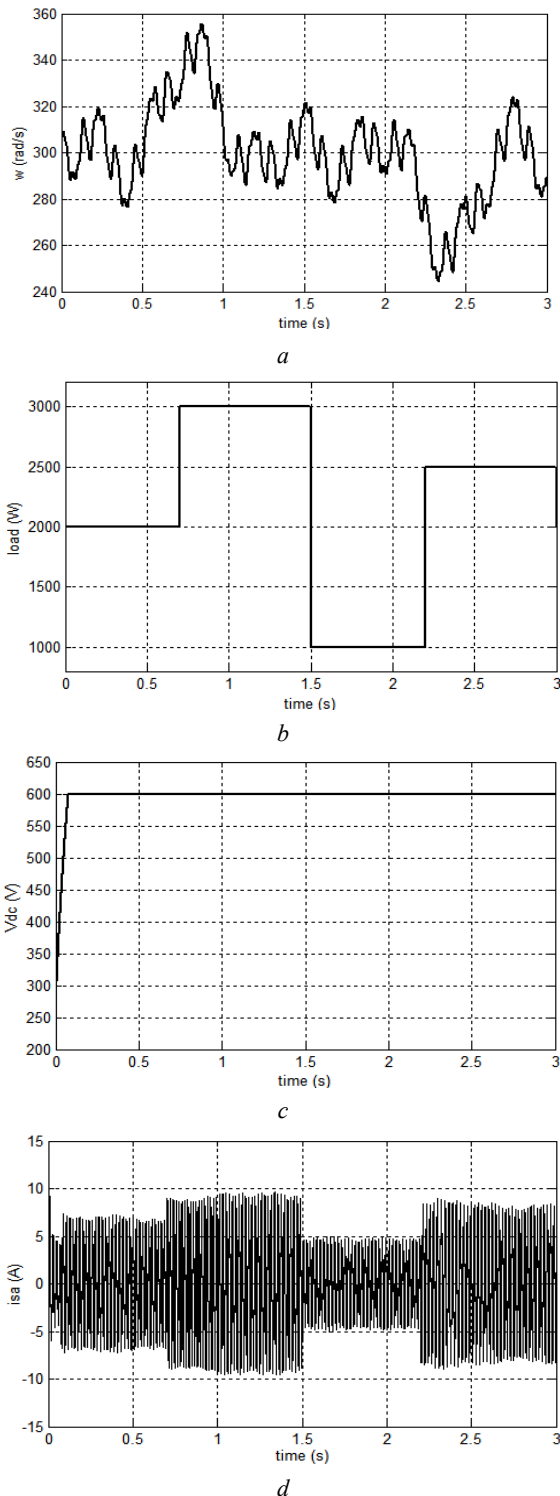 360
340
320
300
280
260
240
w (rad/s)
0 0.5 1 1.5 2 2.5 3
time (s)
a
3000
2500
2000
1500
1000
load (W)
0 0.5 1 1.5 2 2.5 3
time (s)
b
650
600
550
500
450
400
350
300
250
200
Vdc (V)
0 0.5 1 1.5 2 2.5 3
time (s)
c
15
10
5
0
-5
-10
-15
isa (A)
0 0.5 1 1.5 2 2.5 3
time (s)
d